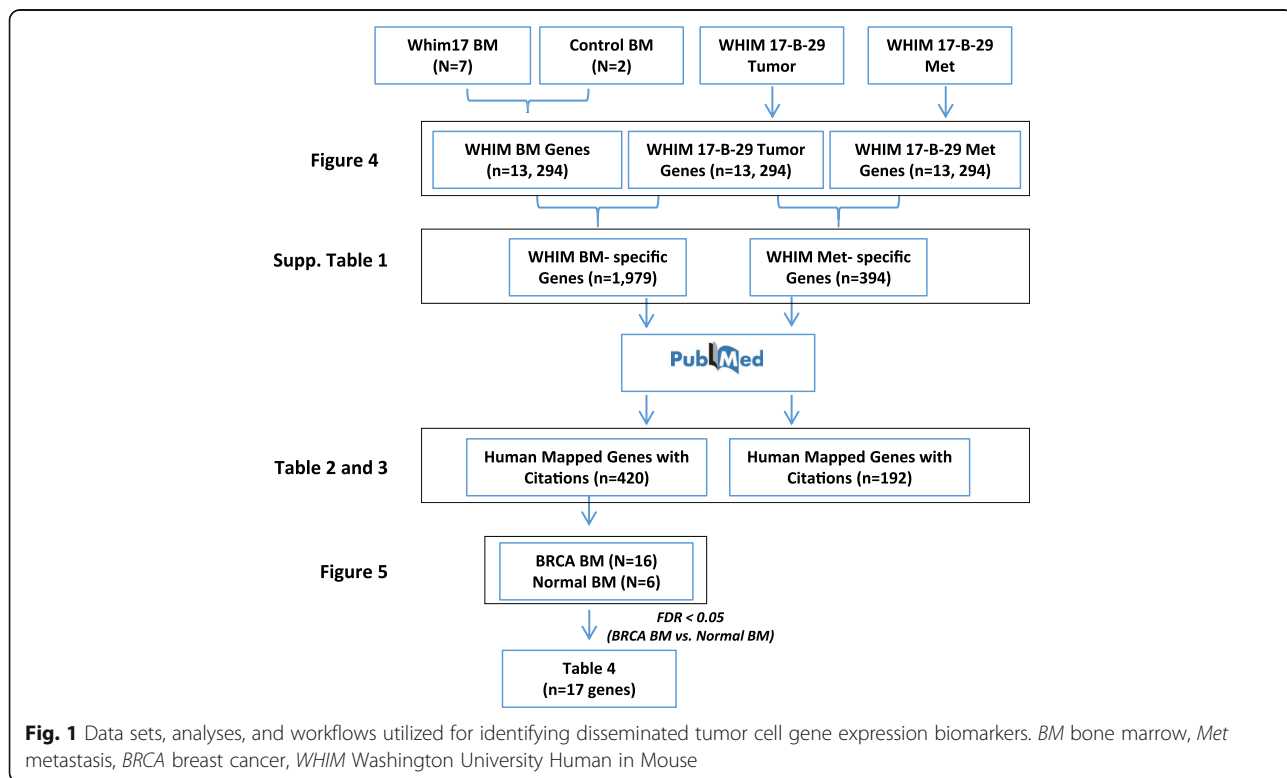 Whim17 BM
(N=7)
Control BM
(N=2)
WHIM 17-B-29
Tumor
WHIM 17-B-29
Met
Figure 4
WHIM BM Genes
(n=13, 294)
WHIM 17-B-29 Tumor
Genes (n=13, 294)
WHIM 17-B-29 Met
Genes (n=13, 294)
Supp. Table 1
WHIM BM- specific
Genes (n=1,979)
WHIM Met- specific
Genes (n=394)
PubMed
Table 2 and 3
Human Mapped Genes with
Citations (n=420)
Human Mapped Genes with
Citations (n=192)
Figure 5
BRCA BM (N=16)
Normal BM (N=6)
FDR < 0.05
(BRCA BM vs. Normal BM)
Table 4
(n=17 genes)
Fig. 1 Data sets, analyses, and workflows utilized for identifying disseminated tumor cell gene expression biomarkers. BM bone marrow, Met
metastasis, BRCA breast cancer, WHIM Washington University Human in Mouse